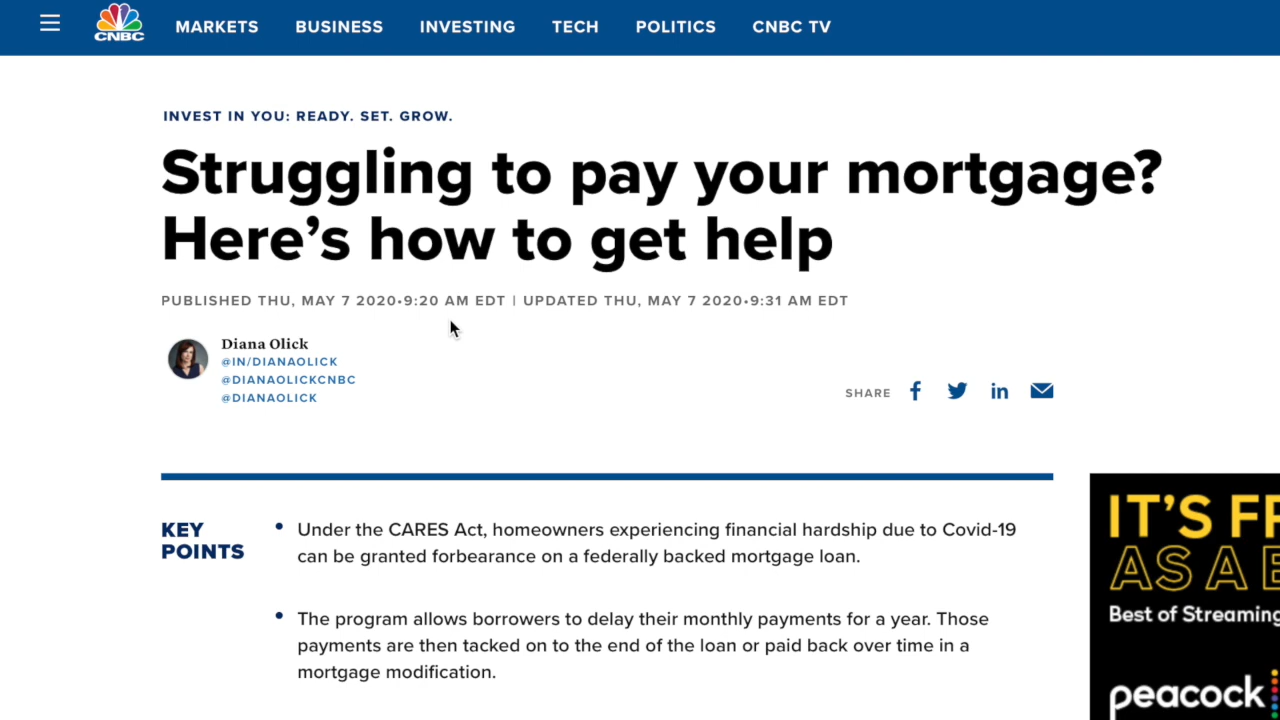 CNBC
MARKETS BUSINESS INVESTING TECH POLITICS CNBC TV
INVEST IN YOU: READY. SET. GROW.
Struggling to pay your mortgage?
Here’s how to get help
PUBLISHED THU, MAY 7 2020•9:20 AM EDT | UPDATED THU, MAY 7 2020•9:31 AM EDT
Diana Olick
@IN/DIANAOLICK
@DIANAOLICKCNBC
@DIANAOLICK
SHARE
KEY
POINTS
• Under the CARES Act, homeowners experiencing financial hardship due to Covid-19
can be granted forbearance on a federally backed mortgage loan.
• The program allows borrowers to delay their monthly payments for a year. Those
payments are then tacked on to the end of the loan or paid back over time in a
mortgage modification.
IT’S
AS A
Best of Streaming
peacock